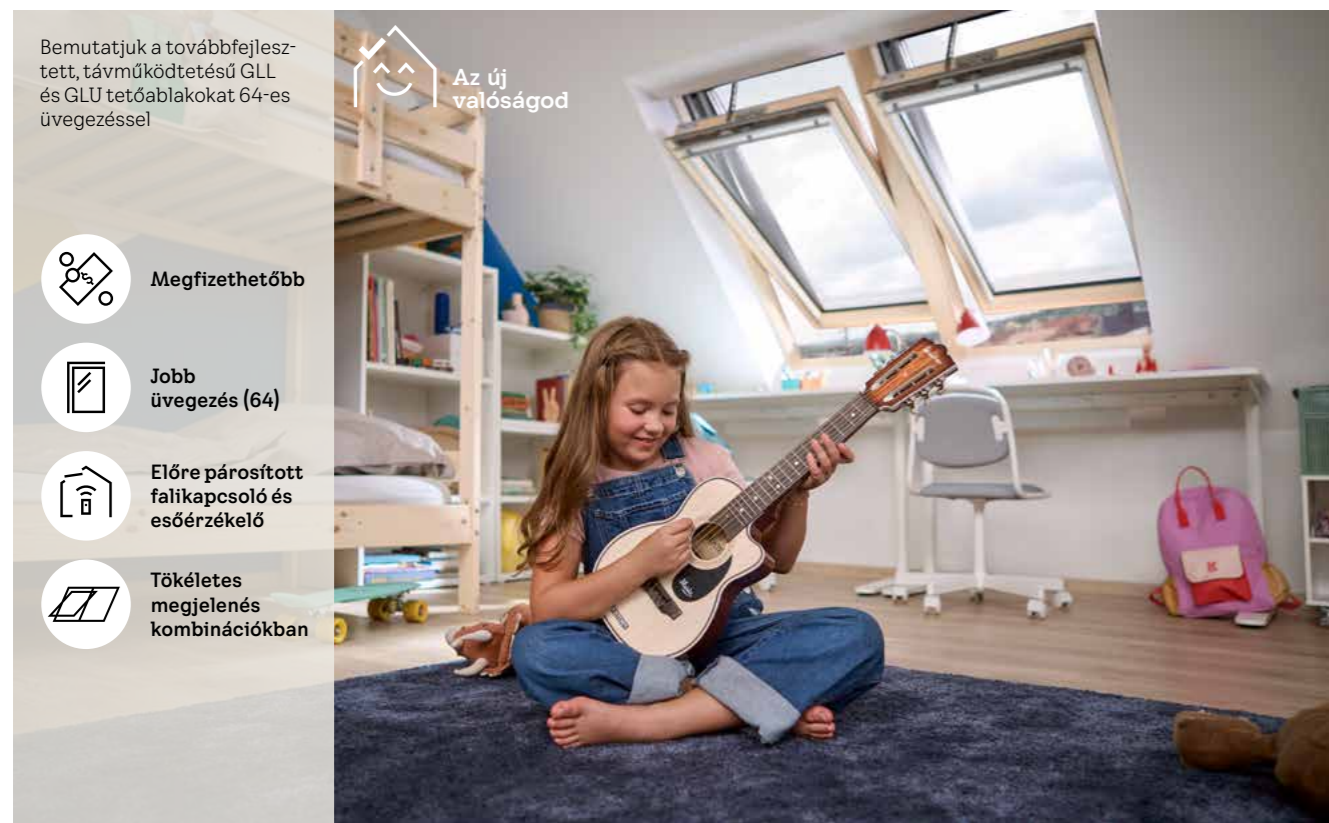 Bemutatjuk a továbbfejlesz-
tett, távműködtetésű GLL
és GLU tetőablakokat 64-es
üvegezéssel
Az új
valóságod
Megfizethetőbb
Jobb
üvegezés (64)
Előre párosított
falikapcsoló és
esőérzékelő
Tökéletes
megjelenés
kombinációkban